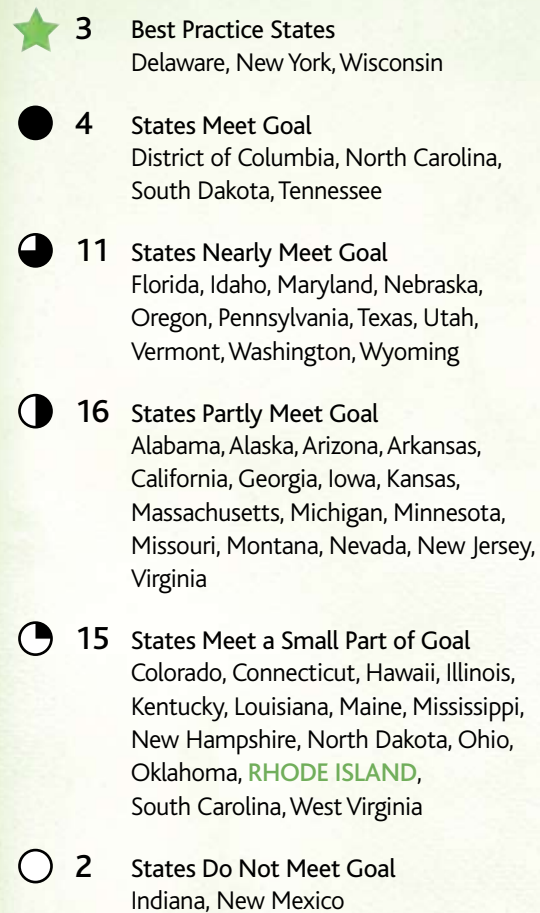 3 Best Practice States
Delaware, New York, Wisconsin
4 States Meet Goal
District of Columbia, North Carolina,
South Dakota, Tennessee
11 States Nearly Meet Goal
Florida, Idaho, Maryland, Nebraska,
Oregon, Pennsylvania, Texas, Utah,
Vermont, Washington, Wyoming
16 States Partly Meet Goal
Alabama, Alaska, Arizona, Arkansas,
California, Georgia, Iowa, Kansas,
Massachusetts, Michigan, Minnesota,
Missouri, Montana, Nevada, New Jersey,
Virginia
15 States Meet a Small Part of Goal
Colorado, Connecticut, Hawaii, Illinois,
Kentucky, Louisiana, Maine, Mississippi,
New Hampshire, North Dakota, Ohio,
Oklahoma, RHODE ISLAND,
South Carolina, West Virginia
2 States Do Not Meet Goal
Indiana, New Mexico